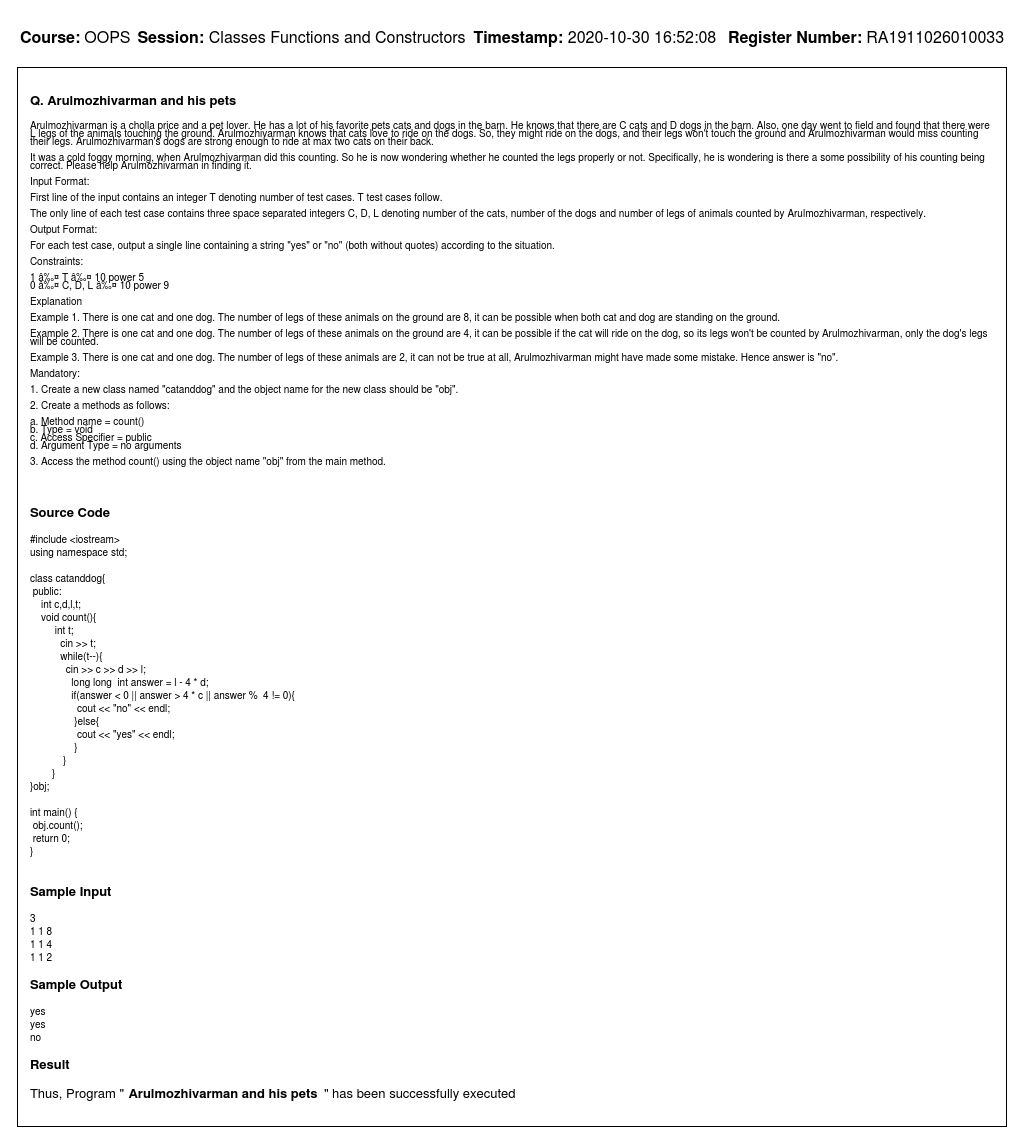 Course: OOPS Session: Classes Functions and Constructors Timestamp: 2020-10-30 16:52:08 Register Number: RA1911026010033
Q. Arulmozhivarman and his pets
Arulmozhivarman is a cholla price and a pet lover. He has a lot of his favorite pets cats and dogs in the barn. He knows that there are C cats and D dogs in the barn. Also, one day went to field and found that there were
L legs of the animals touching the ground. Arulmozhivarman knows that cats love to ride on the dogs. So, they might ride on the dogs, and their legs won't touch the ground and Arulmozhivarman would miss counting
their legs. Arulmozhivarman's dogs are strong enough to ride at max two cats on their back.
It was a cold foggy morning, when Arulmozhivarman did this counting. So he is now wondering whether he counted the legs properly or not. Specifically, he is wondering is there a some possibility of his counting being
correct. Please help Arulmozhivarman in finding it.
Input Format:
First line of the input contains an integer T denoting number of test cases. T test cases follow.
The only line of each test case contains three space separated integers C, D, L denoting number of the cats, number of the dogs and number of legs of animals counted by Arulmozhivarman, respectively.
Output Format:
For each test case, output a single line containing a string "yes" or "no" (both without quotes) according to the situation.
Constraints:
1 â‰¤ T â‰¤ 10 power 5
0 â‰¤ C, D, L â‰¤ 10 power 9
Explanation
Example 1. There is one cat and one dog. The number of legs of these animals on the ground are 8, it can be possible when both cat and dog are standing on the ground.
Example 2. There is one cat and one dog. The number of legs of these animals on the ground are 4, it can be possible if the cat will ride on the dog, so its legs won't be counted by Arulmozhivarman, only the dog's legs
will be counted.
Example 3. There is one cat and one dog. The number of legs of these animals are 2, it can not be true at all, Arulmozhivarman might have made some mistake. Hence answer is "no".
Mandatory:
1. Create a new class named "catanddog" and the object name for the new class should be "obj".
2. Create a methods as follows:
a. Method name = count()
b. Type = void
c. Access Specifier = public
d. Argument Type = no arguments
3. Access the method count() using the object name "obj" from the main method.
Source Code
#include <iostream>
using namespace std;
class catanddog{
public:
int c,d,l,t;
void count(){
int t;
cin >> t;
while(t--){
cin >> c >> d >> l;
long long  int answer = l - 4 * d;
if(answer < 0 || answer > 4 * c || answer %  4 != 0){
cout << "no" << endl;
}else{
cout << "yes" << endl;
}
}
}
}obj;
int main() {
obj.count();
return 0;
}
Sample Input
3
1 1 8
1 1 4
1 1 2
Sample Output
yes
yes
no
Result
Thus, Program " Arulmozhivarman and his pets " has been successfully executed